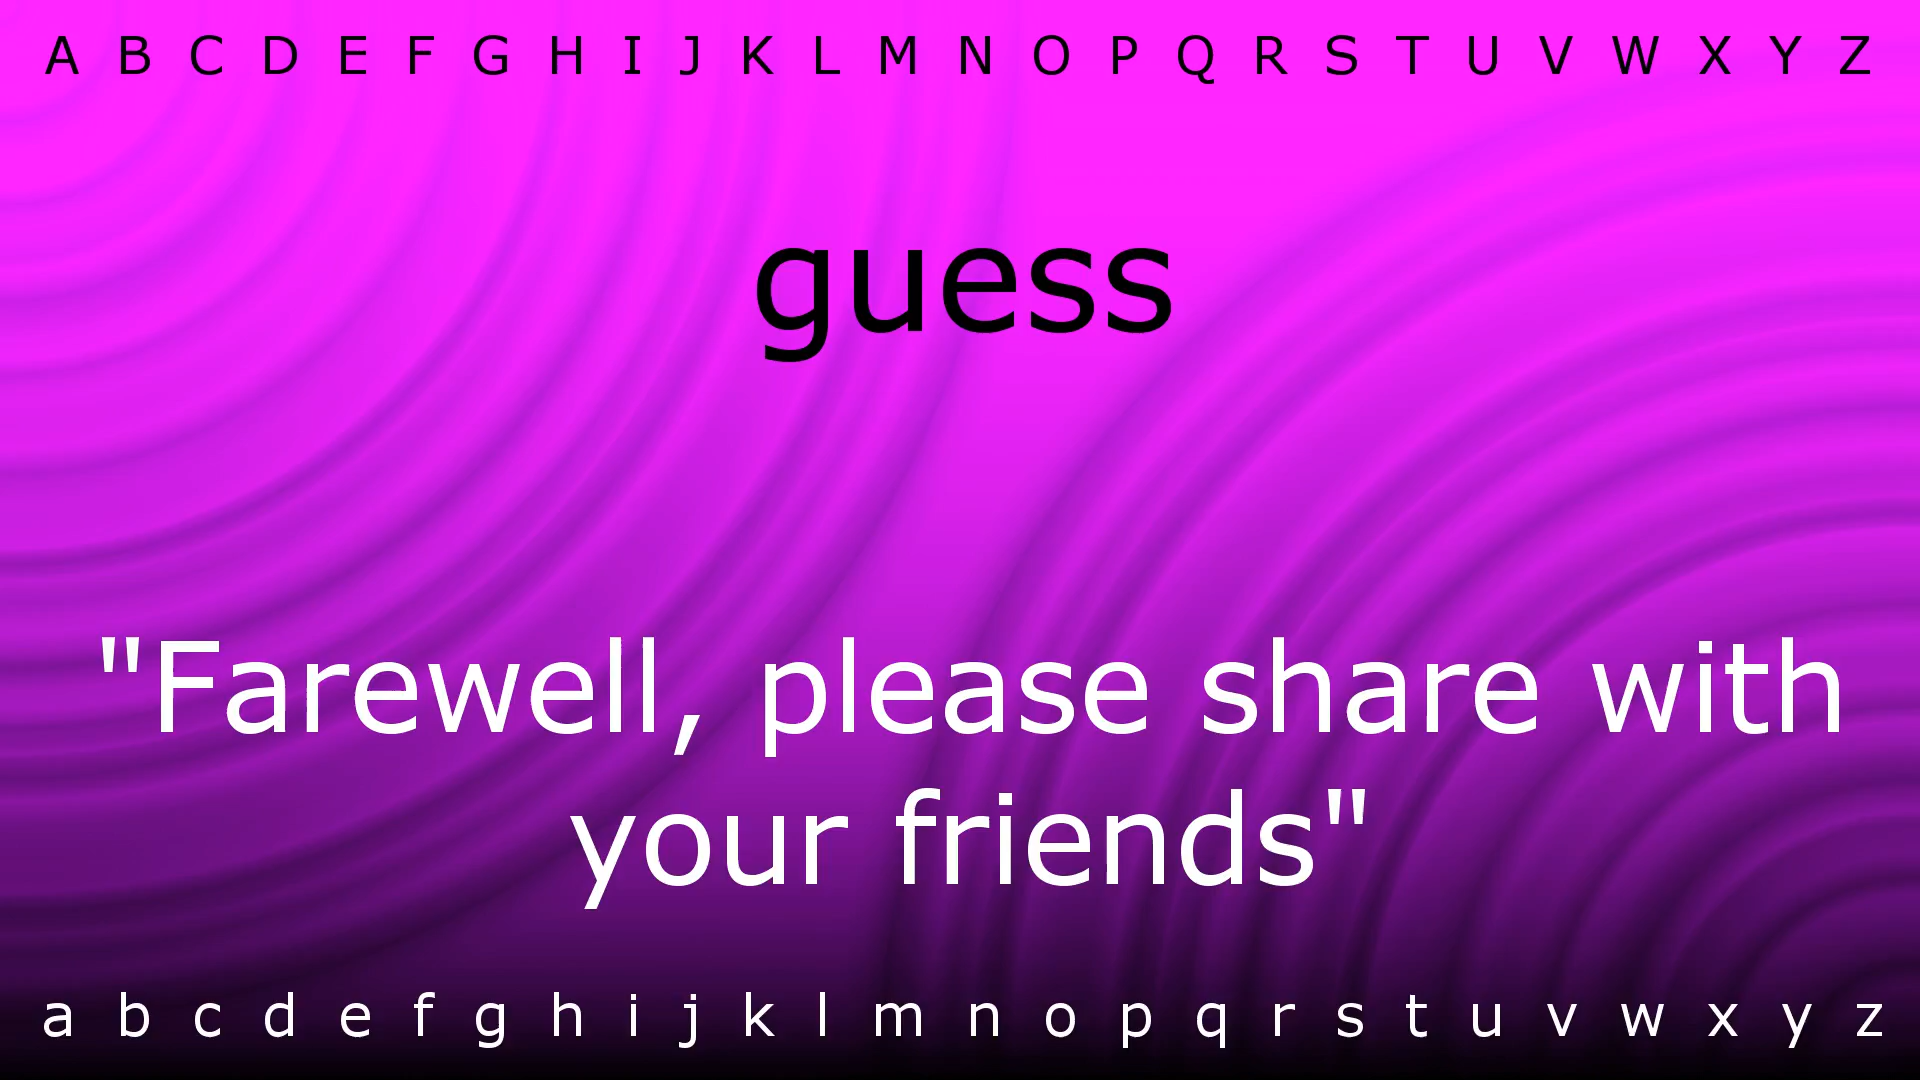 A B C D E F G H I J K L M N O P Q R S T U V W X Y Z
guess
"Farewell, please share with
your friends"
a b c d e f g h i j k l m n o p q r s t u v w x y z